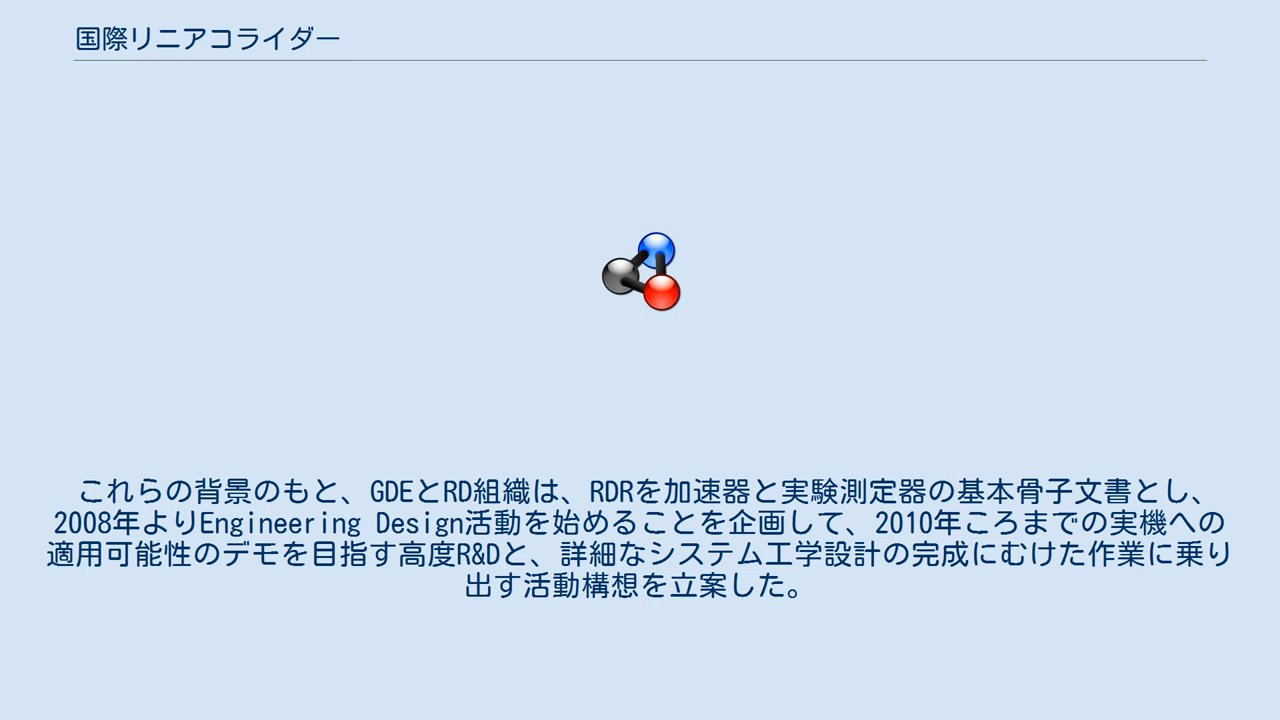 国際リニアコライダー
これらの背景のもと、GDEとRD組織は、RDRを加速器と実験測定器の基本骨子文書とし、
2008年よりEngineering Design活動を始めることを企画して、2010年ころまでの実機への
適用可能性のデモを目指す高度R&Dと、詳細なシステム工学設計の完成にむけた作業に乗り
出す活動構想を立案した。